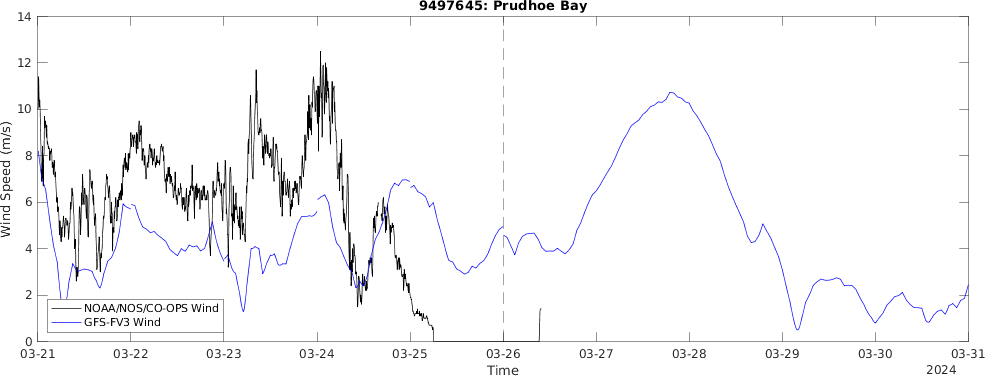 9497645: Prudhoe Bay
Wind Speed (m/s)
14
12
10
8
6
4
2
0
NOAA/NOS/CO-OPS Wind
GFS-FV3 Wind
03-21 03-22 03-23 03-24 03-25 03-26 03-27 03-28 03-29 03-30 03-31
Time
2024